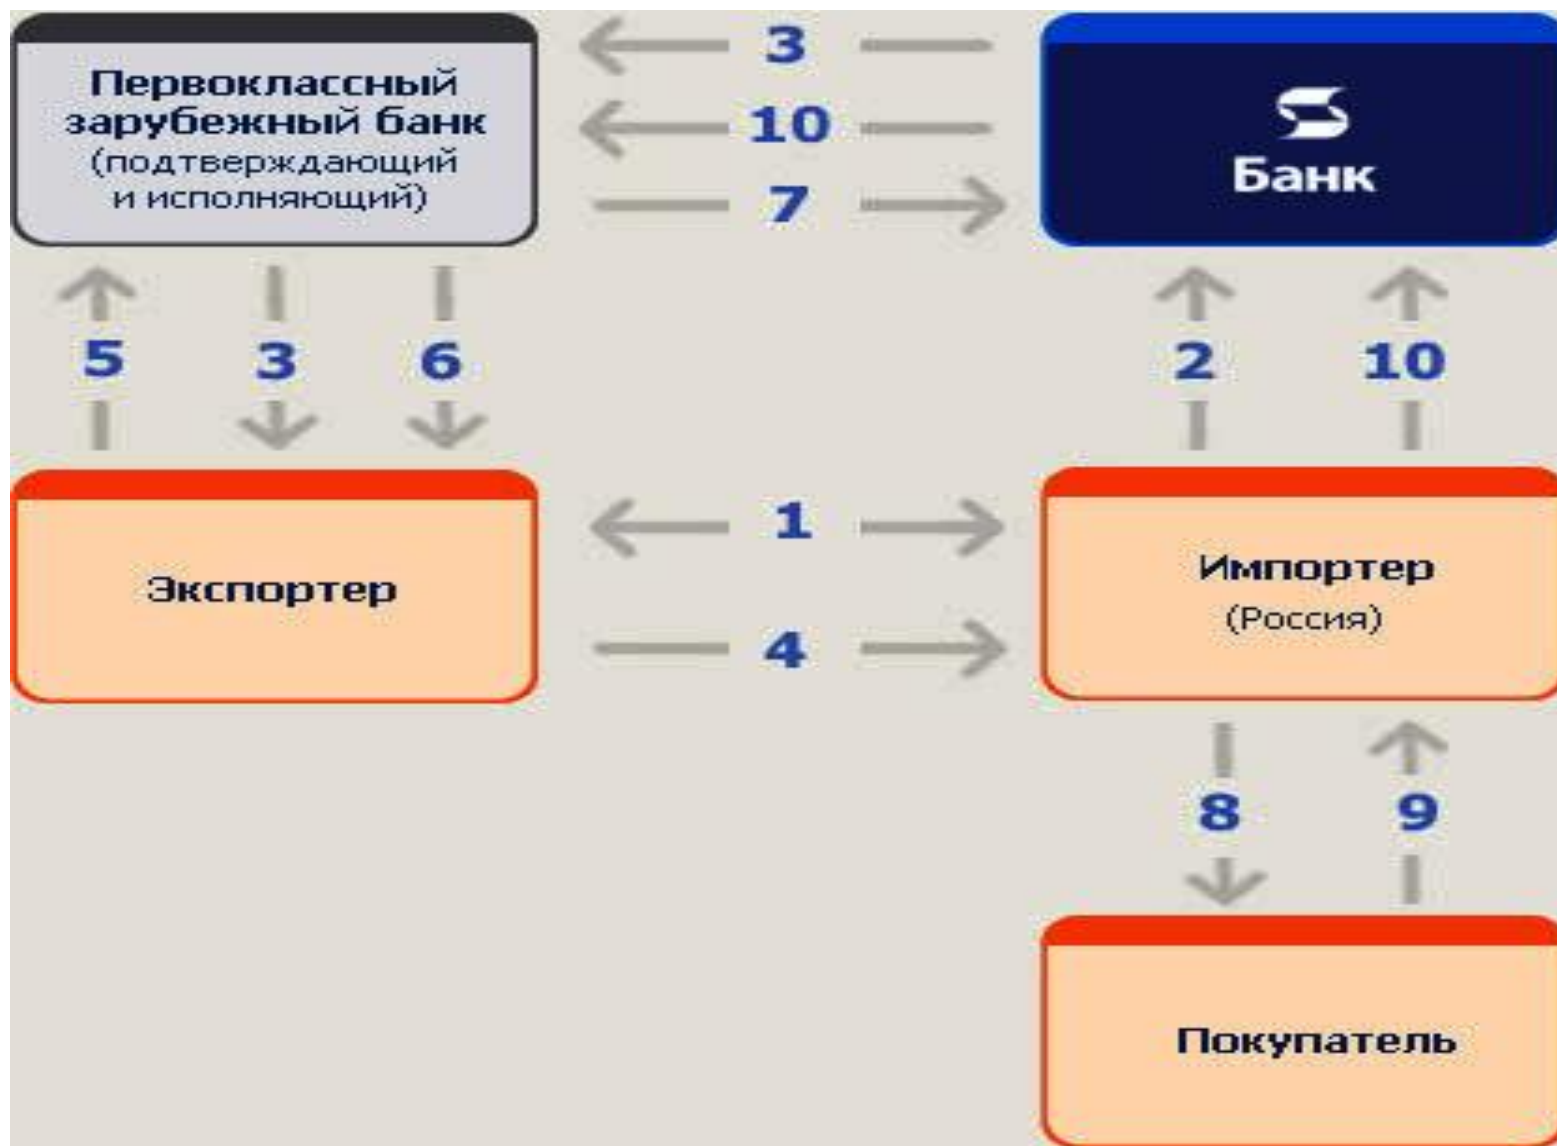 Первоклассный
зарубежный банк
(подтверждающий
и исполняющий)
3
10
7
Банк
5
3
6
2
10
Экспортер
1
4
Импортер
(Россия)
8
9
Покупатель